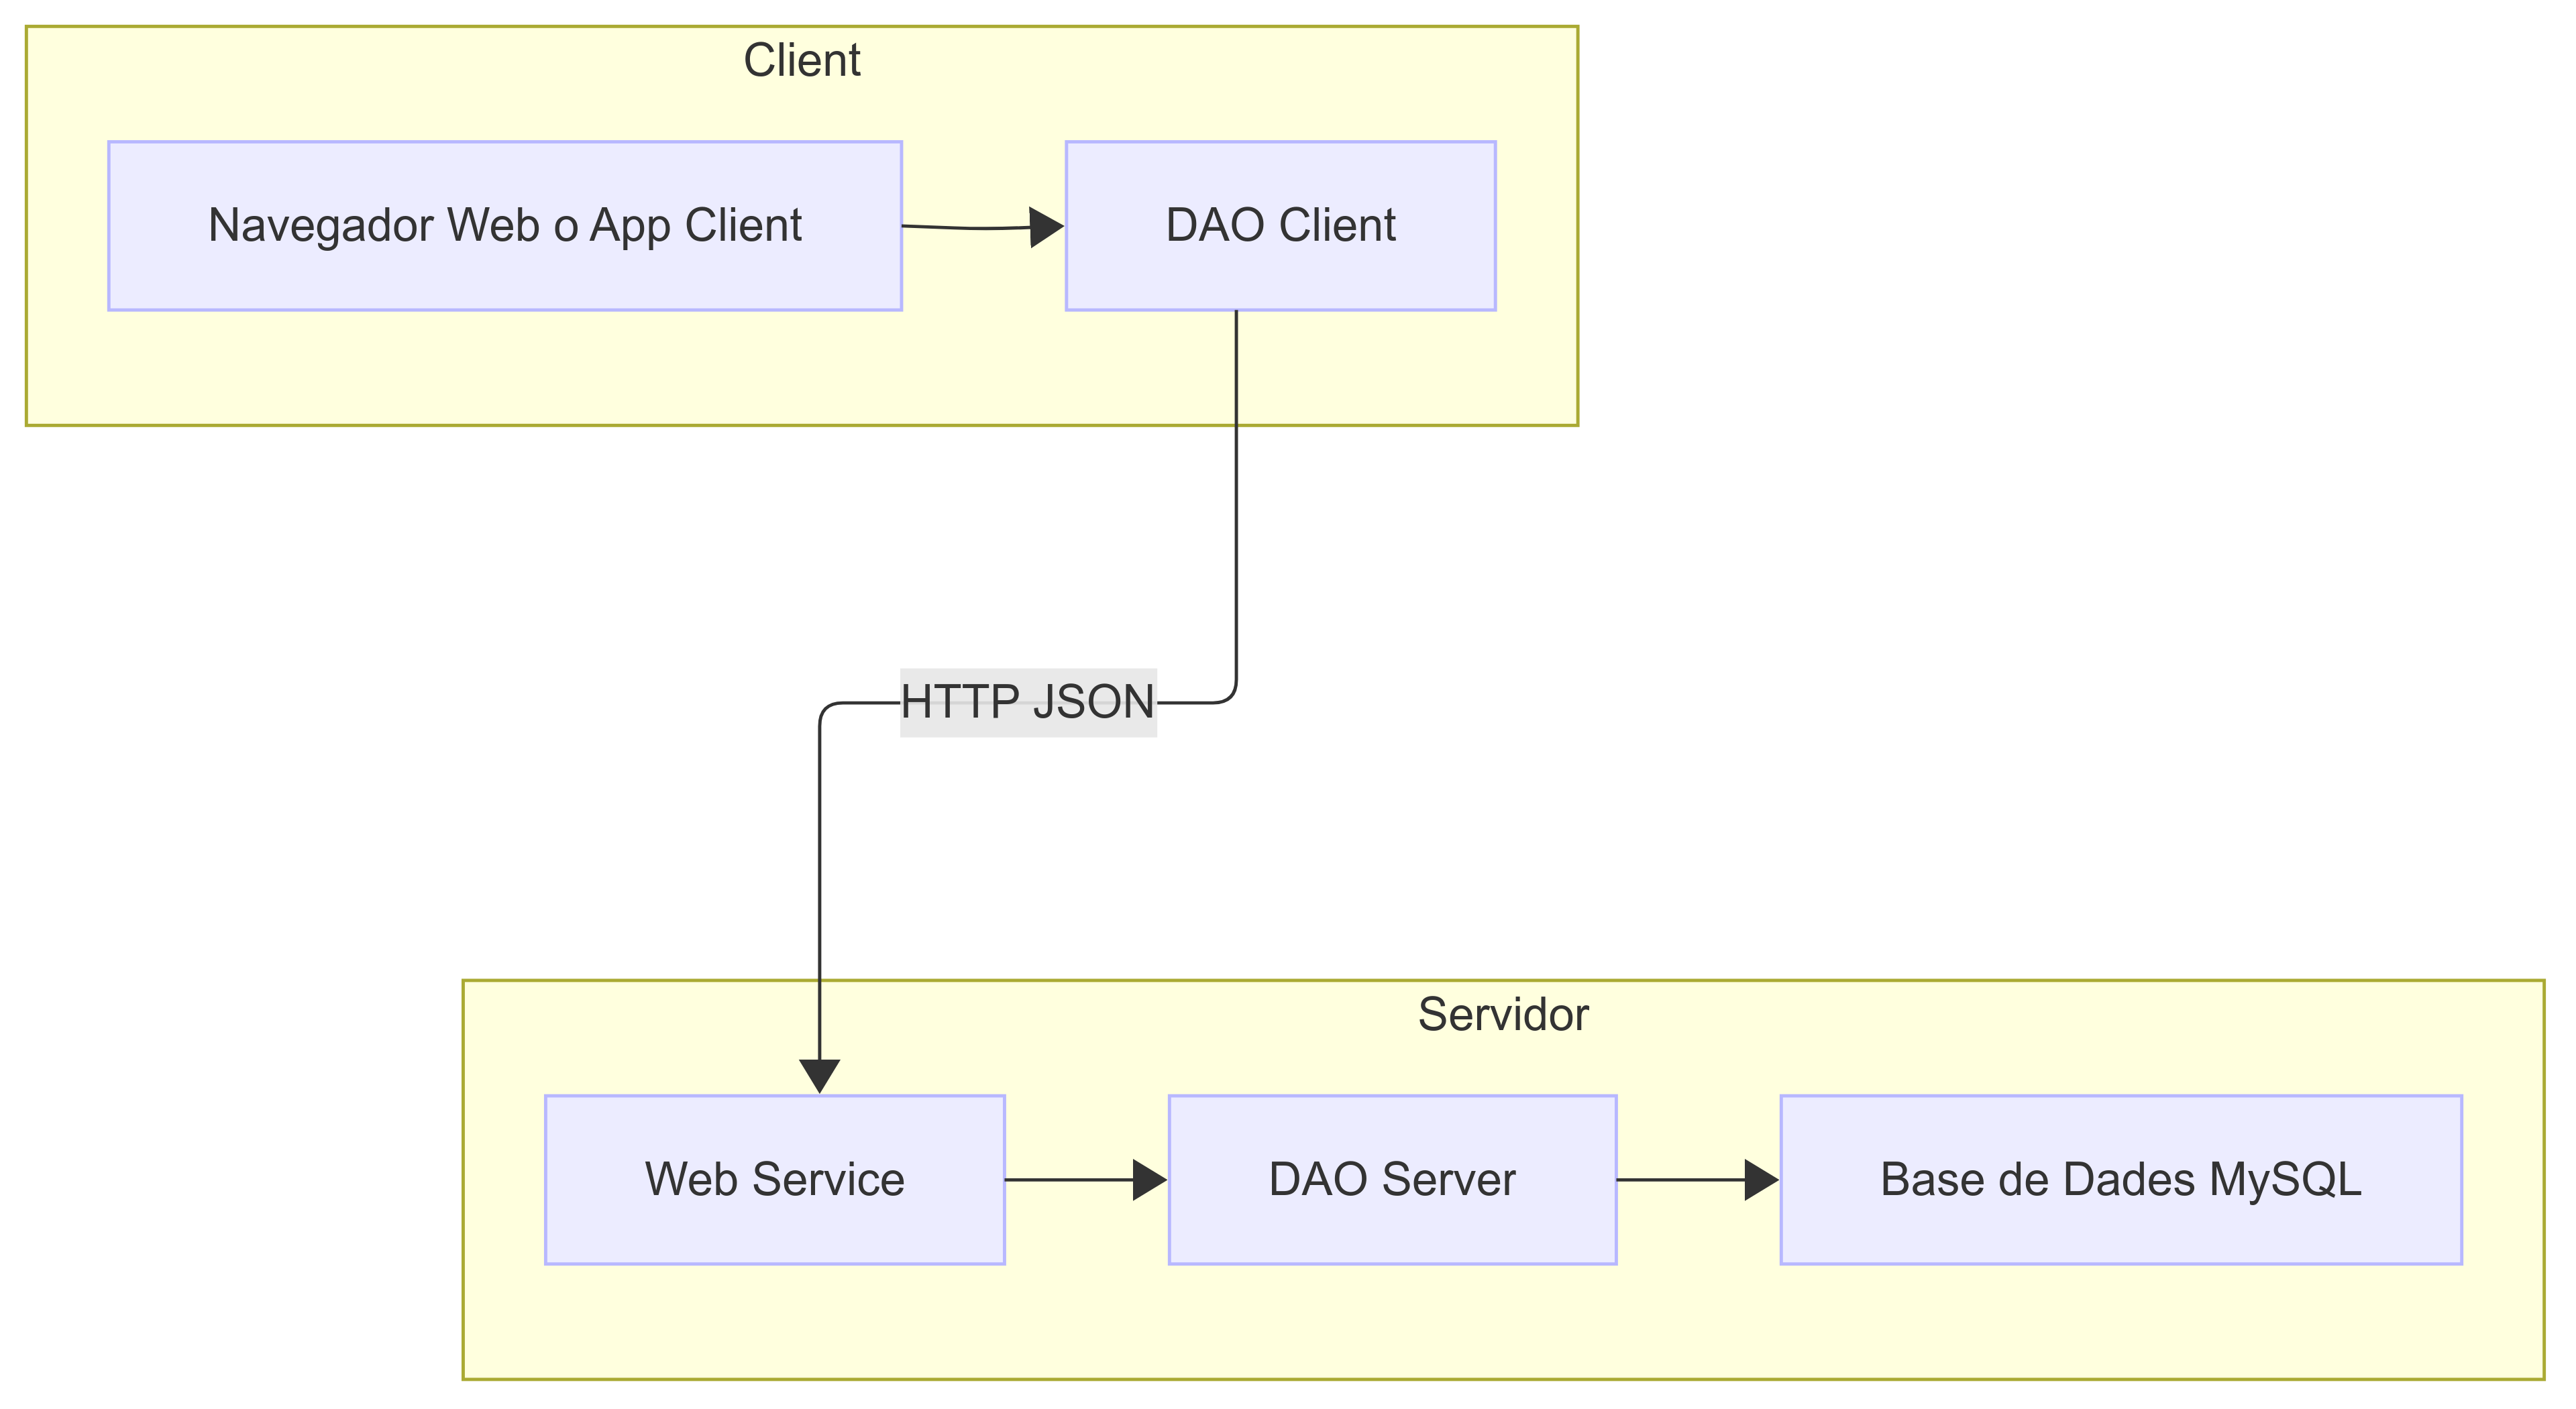 Client
Navegador Web o App Client
DAO Client
HTTP JSON
Servidor
Web Service
DAO Server
Base de Dades MySQL